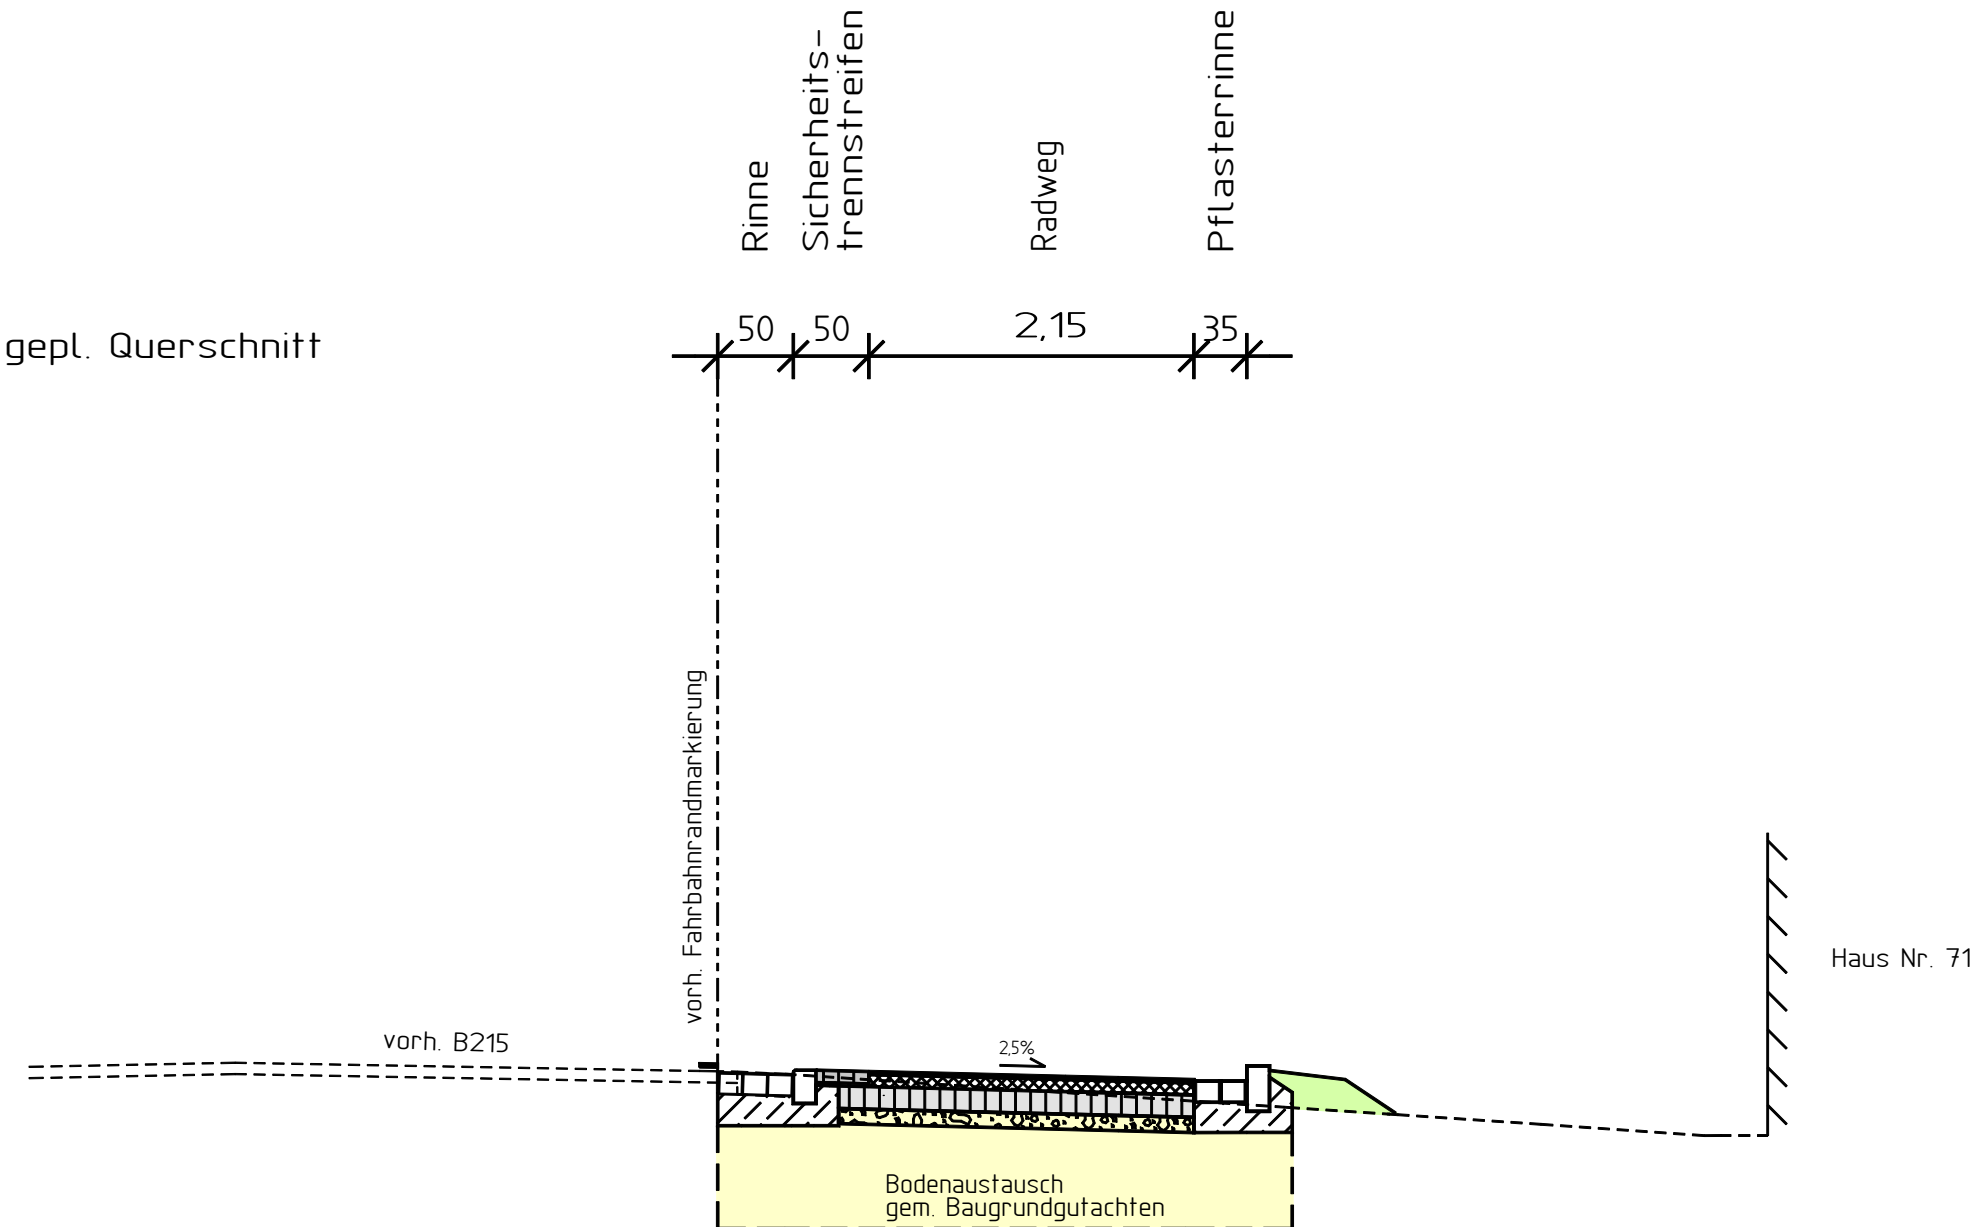 Rinne
Sicherheits-
trennstreifen
Radweg
Pflasterrinne
gepl. Querschnitt
50
50
2,15
35
vorh. Fahrbahnrandmarkierung
Haus Nr. 71
vorh. B215
2,5%
Bodenaustausch
gem. Baugrundgutachten